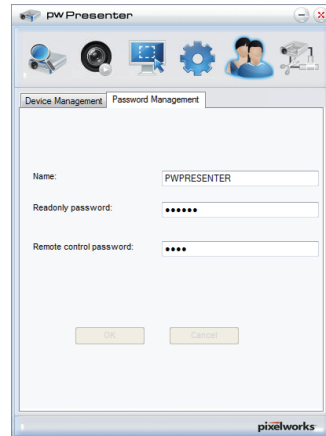 pw Presenter
Device Management Password Management
Name: PWPRESENTER
Readonly password: ••••••
Remote control password: ••••
OK Cancel
pixelworks